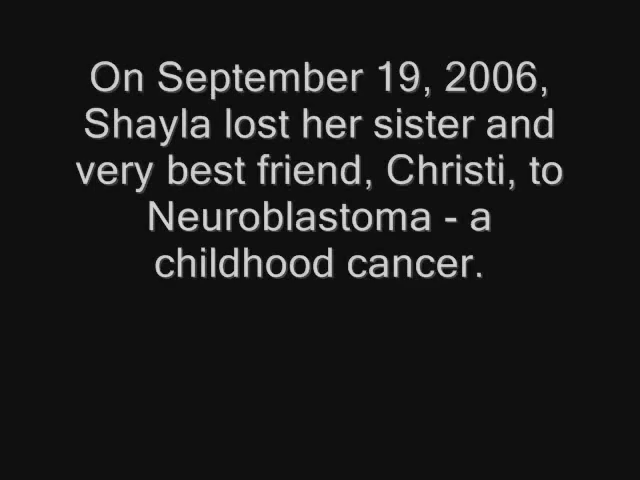 On September 19, 2006,
Shayla lost her sister and
very best friend, Christi, to
Neuroblastoma - a
childhood cancer.